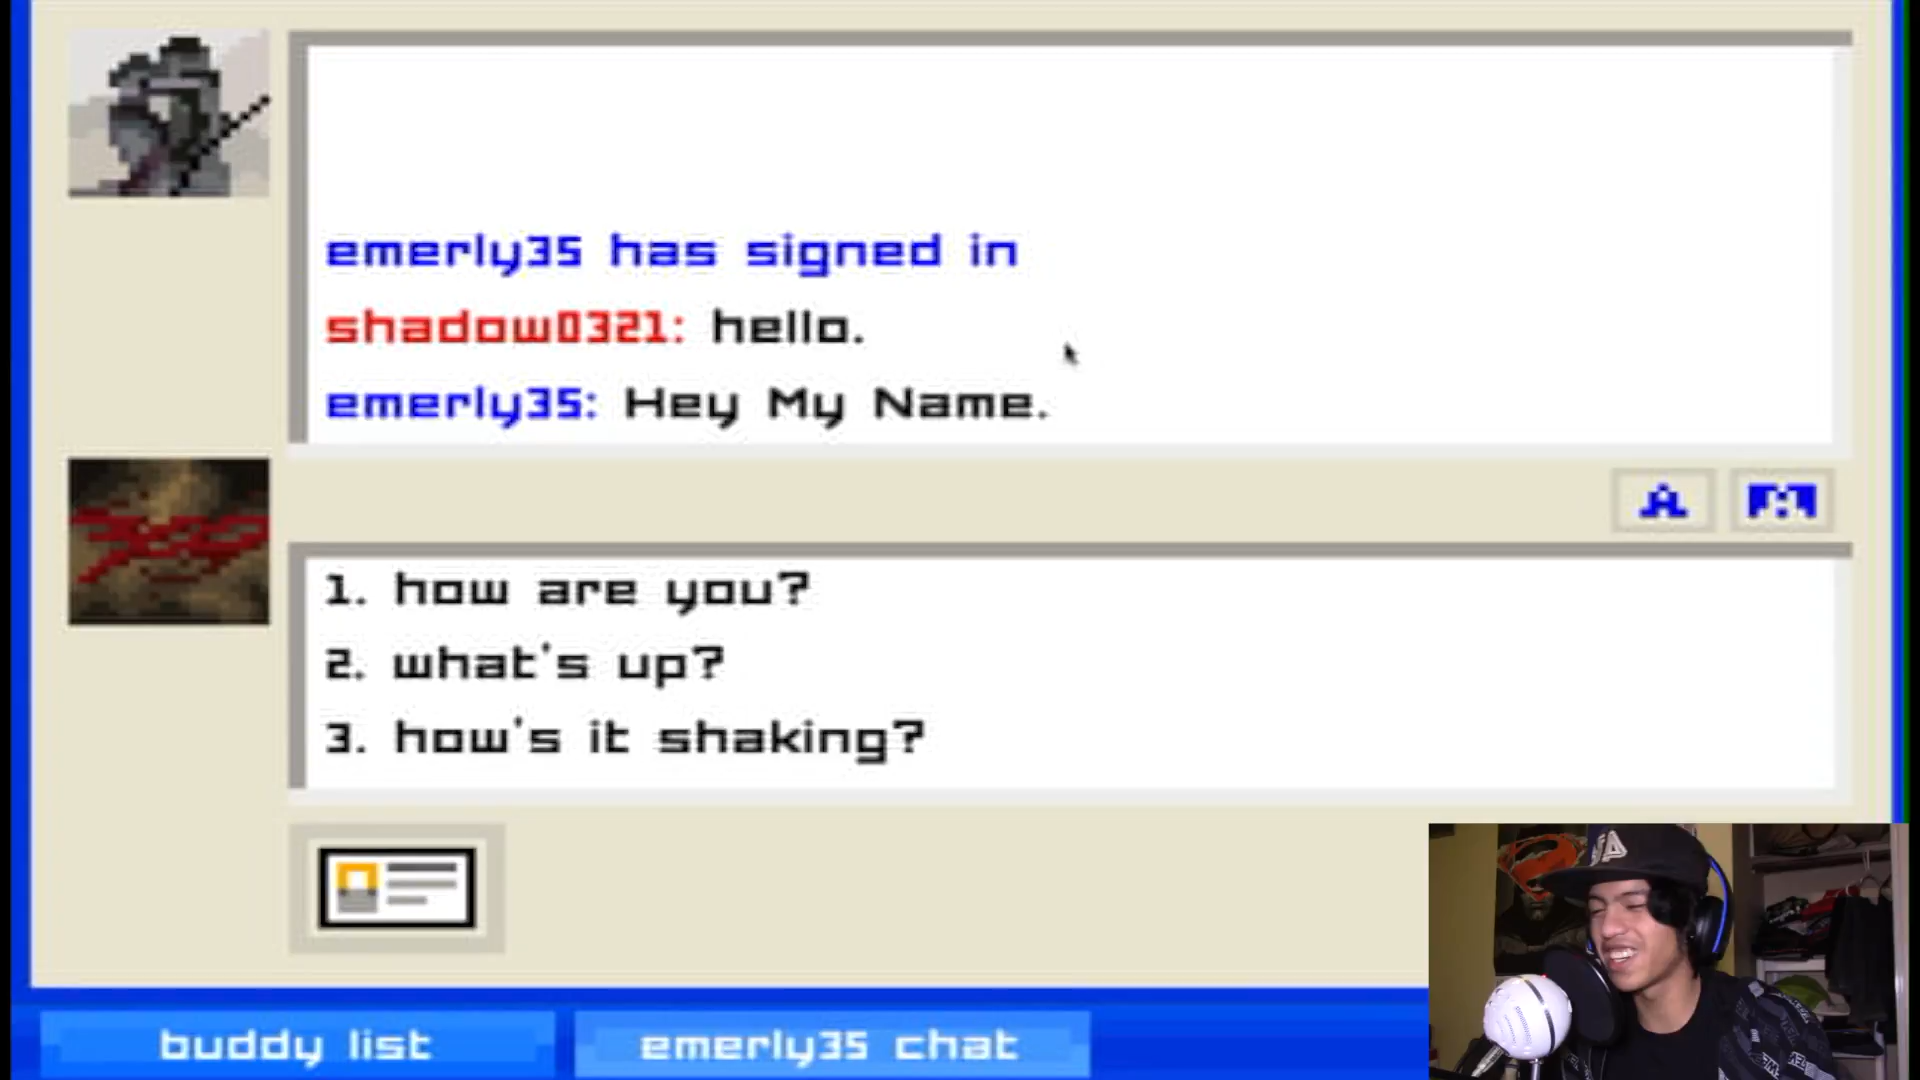 emerly35 has signed in
shadow0321: hello.
emerly35: Hey My Name.
A M
1. how are you?
2. what's up?
3. how's it shaking?
buddy list
emerly35 chat